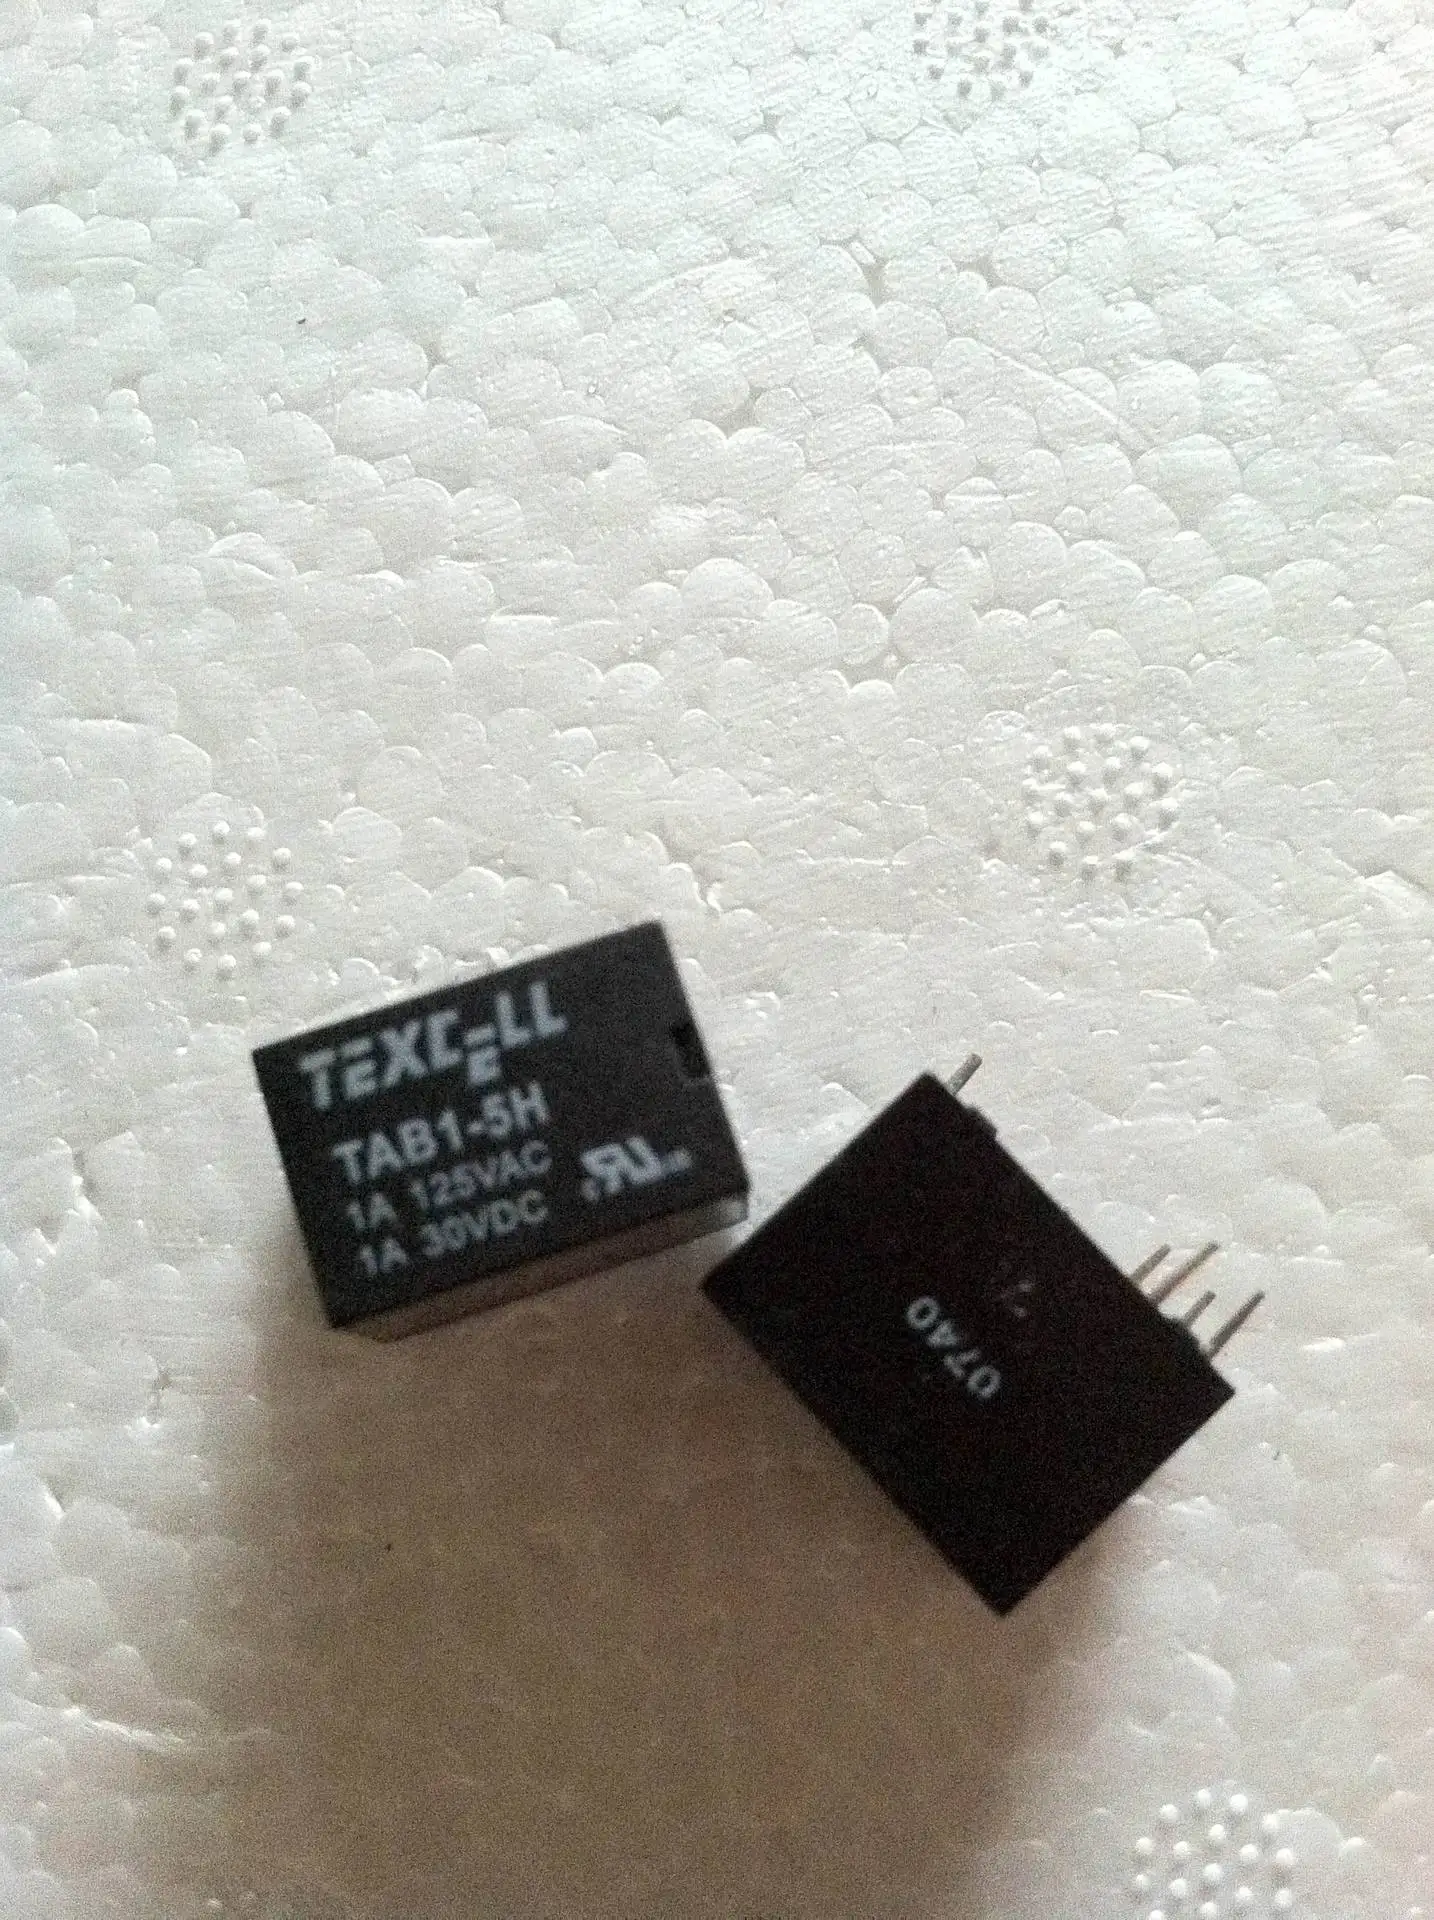 TEXCELL
TAB1-5H
1A 125VAC
1A 30VDC
0740